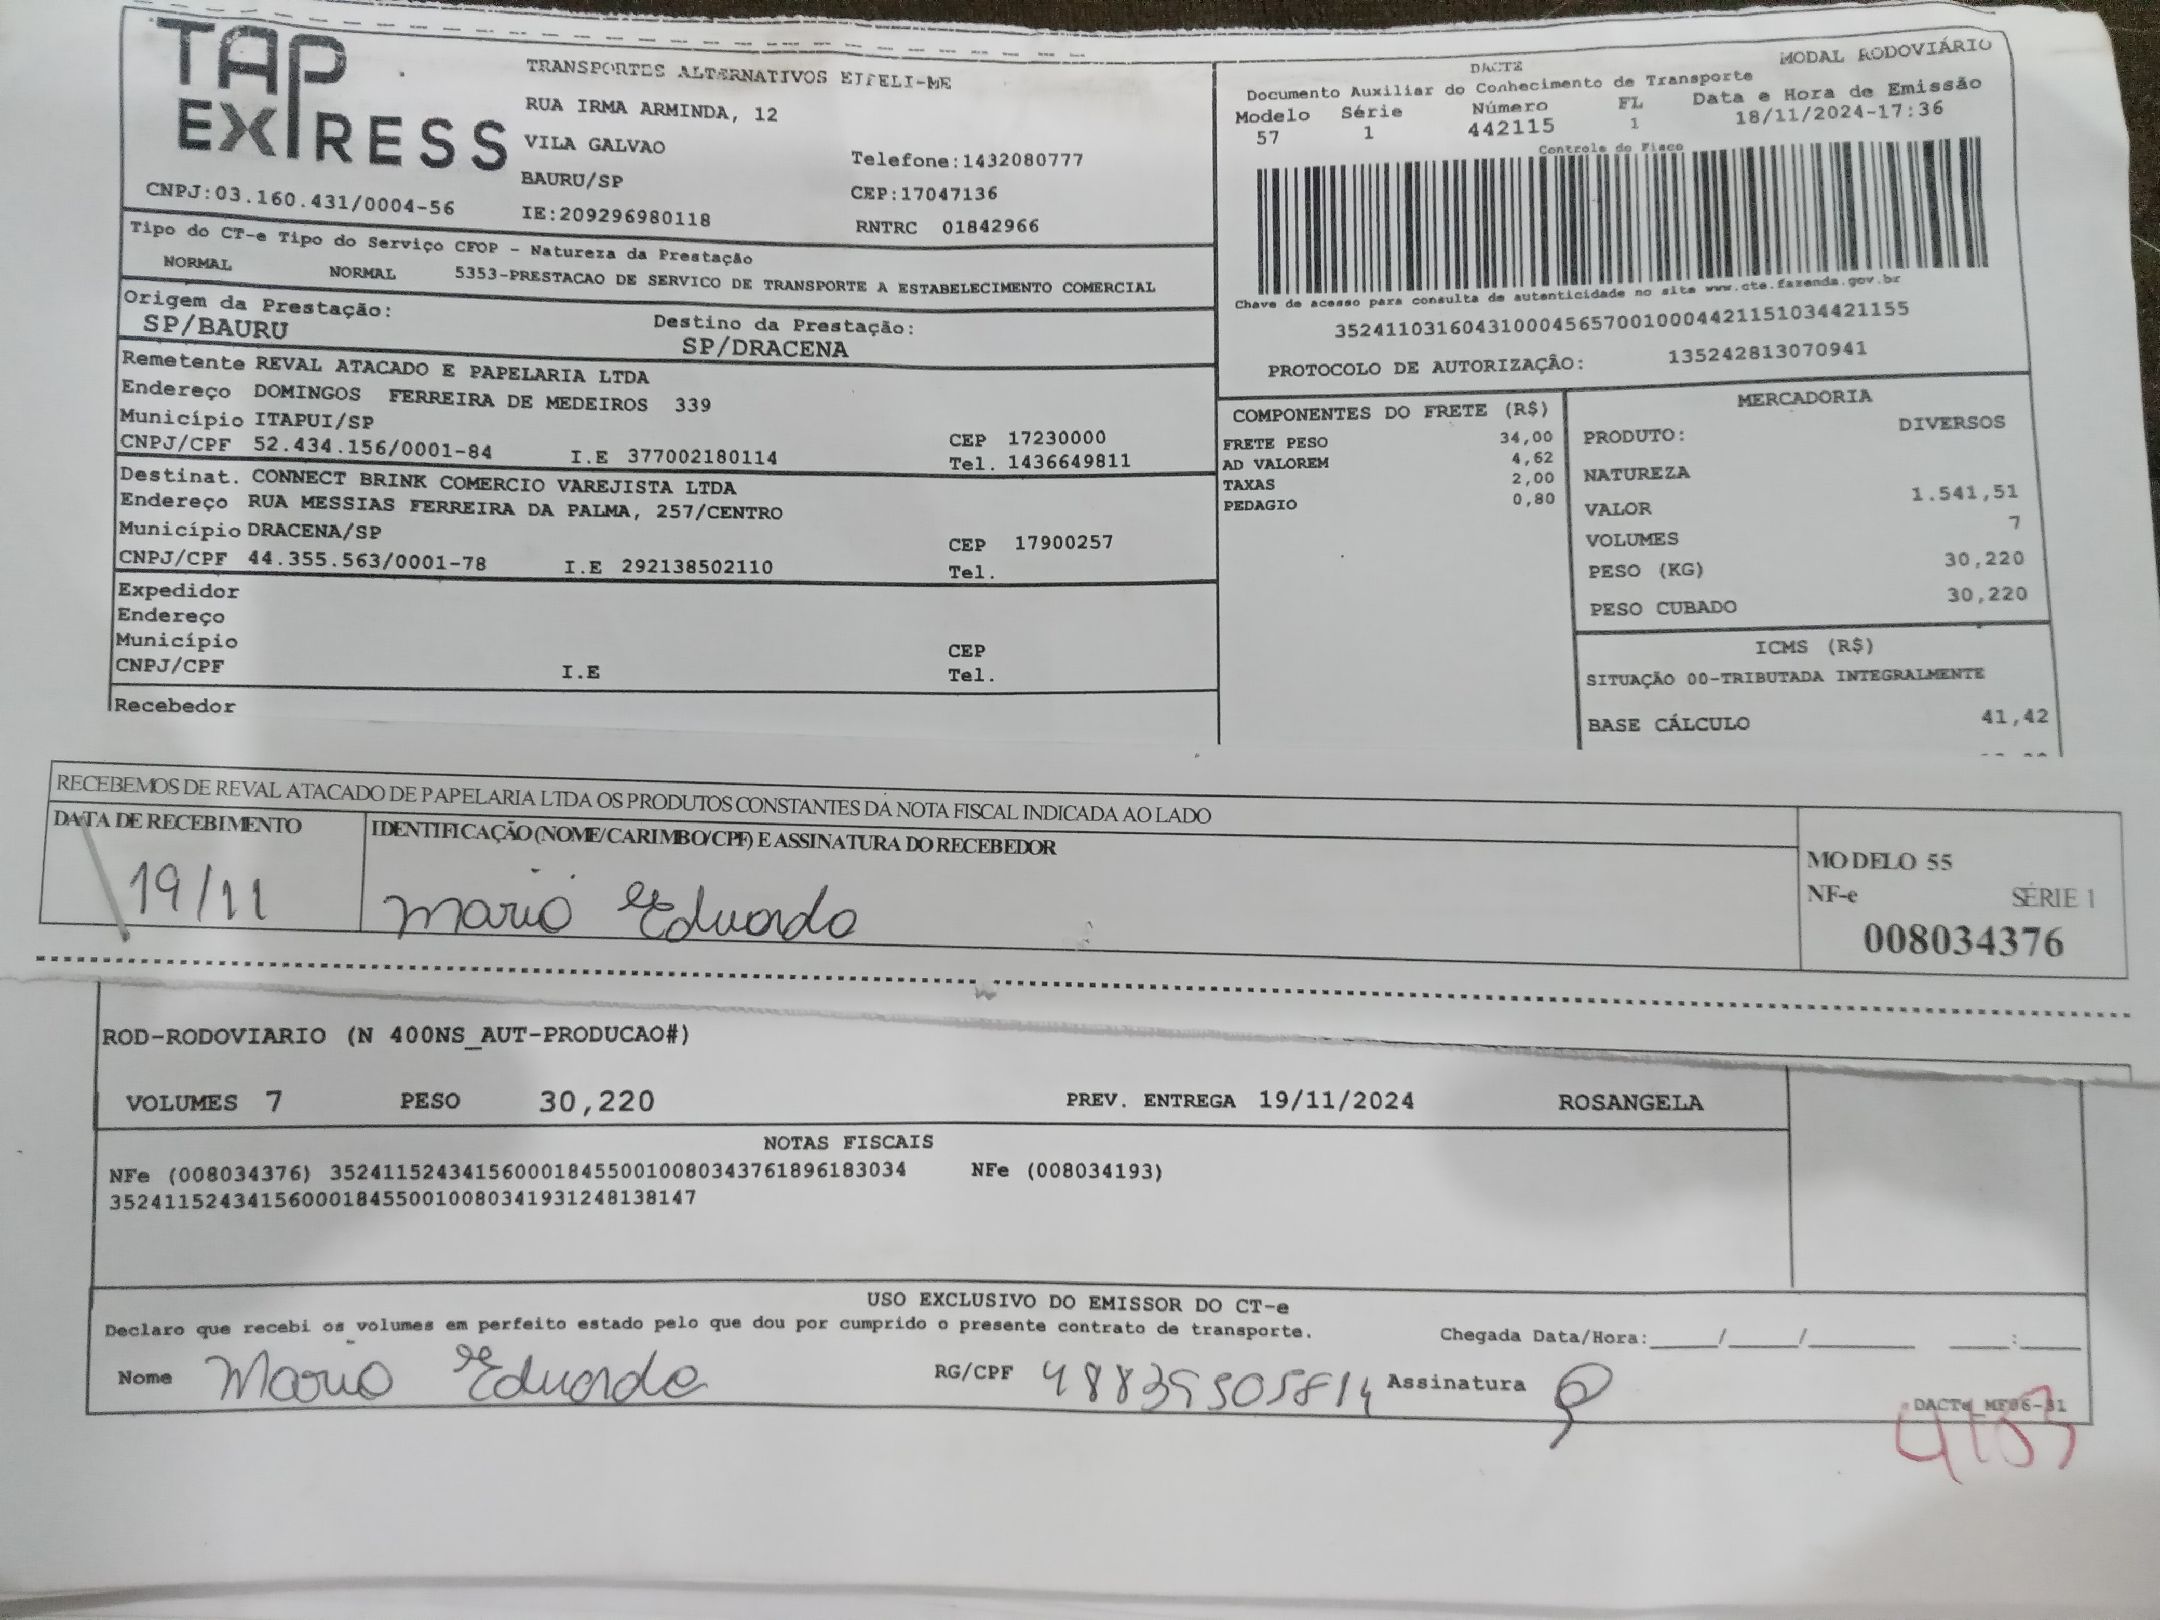 TAP EXPRESS
TRANSPORTES ALTERNATIVOS EIRELI-ME
RUA IRMA ARMINDA, 12
VILA GALVAO
Telefone:1432080777
BAURU/SP
CEP:17047136
CNPJ:03.160.431/0004-56
IE:209296980118
RNTRC 01842966
DACTE
MODAL RODOVIÁRIO
Documento Auxiliar do Conhecimento de Transporte
Modelo Série Número FL Data e Hora de Emissão
57 1 442115 1 18/11/2024-17:36
Controle do Fisco
Chave de acesso para consulta de autenticidade no site www.cte.fazenda.gov.br
35241103160431000456570010004421151034421155
PROTOCOLO DE AUTORIZAÇÃO: 135242813070941
Tipo do CT-e Tipo do Serviço CFOP - Natureza da Prestação
NORMAL NORMAL 5353-PRESTACAO DE SERVICO DE TRANSPORTE A ESTABELECIMENTO COMERCIAL
Origem da Prestação: Destino da Prestação:
SP/BAURU SP/DRACENA
Remetente REVAL ATACADO E PAPELARIA LTDA
Endereço DOMINGOS FERREIRA DE MEDEIROS 339
Município ITAPUI/SP CEP 17230000
CNPJ/CPF 52.434.156/0001-84 I.E 377002180114 Tel. 1436649811
Destinat. CONNECT BRINK COMERCIO VAREJISTA LTDA
Endereço RUA MESSIAS FERREIRA DA PALMA, 257/CENTRO
Município DRACENA/SP CEP 17900257
CNPJ/CPF 44.355.563/0001-78 I.E 292138502110 Tel.
Expedidor
Endereço
Município CEP
CNPJ/CPF I.E Tel.
Recebedor
COMPONENTES DO FRETE (R$)
FRETE PESO 34,00
AD VALOREM 4,62
TAXAS 2,00
PEDAGIO 0,80
MERCADORIA
PRODUTO: DIVERSOS
NATUREZA
VALOR 1.541,51
VOLUMES 7
PESO (KG) 30,220
PESO CUBADO 30,220
ICMS (R$)
SITUAÇÃO 00-TRIBUTADA INTEGRALMENTE
BASE CÁLCULO 41,42
RECEBEMOS DE REVAL ATACADO DE PAPELARIA LTDA OS PRODUTOS CONSTANTES DA NOTA FISCAL INDICADA AO LADO
DATA DE RECEBIMENTO IDENTIFICAÇÃO (NOME/CARIMBO/CPF) E ASSINATURA DO RECEBEDOR
19/11 Mario Eduardo
MODELO 55
NF-e SÉRIE 1
008034376
ROD-RODOVIARIO (N 400NS_AUT-PRODUCAO#)
VOLUMES 7 PESO 30,220 PREV. ENTREGA 19/11/2024 ROSANGELA
NOTAS FISCAIS
NFe (008034376) 35241152434156000184550010080343761896183034 NFe (008034193)
35241152434156000184550010080341931248138147
USO EXCLUSIVO DO EMISSOR DO CT-e
Declaro que recebi os volumes em perfeito estado pelo que dou por cumprido o presente contrato de transporte. Chegada Data/Hora:____/____/______ ___:____
Nome Mario Eduardo RG/CPF 48839505814 Assinatura